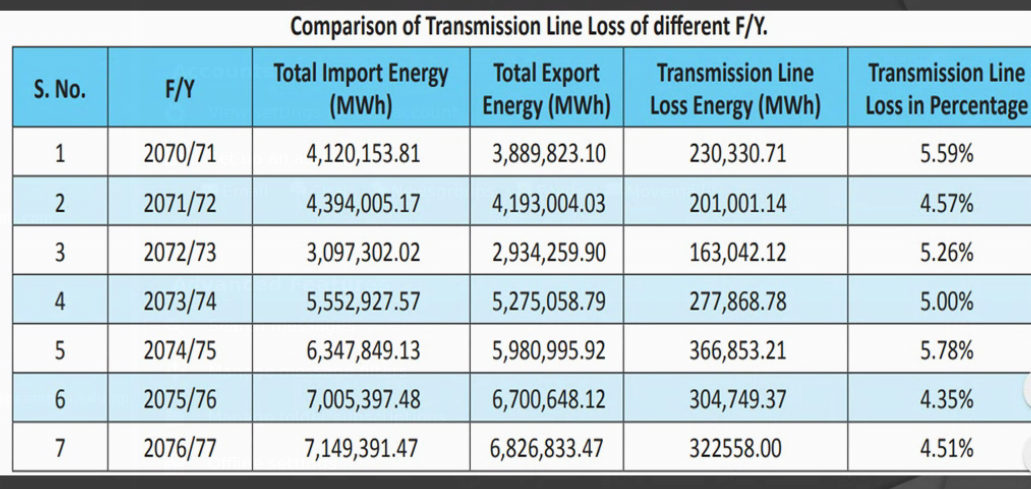 Comparison of Transmission Line Loss of different F/Y.
S. No. F/Y Total Import Energy (MWh) Total Export Energy (MWh) Transmission Line Loss Energy (MWh) Transmission Line Loss in Percentage
1 2070/71 4,120,153.81 3,889,823.10 230,330.71 5.59%
2 2071/72 4,394,005.17 4,193,004.03 201,001.14 4.57%
3 2072/73 3,097,302.02 2,934,259.90 163,042.12 5.26%
4 2073/74 5,552,927.57 5,275,058.79 277,868.78 5.00%
5 2074/75 6,347,849.13 5,980,995.92 366,853.21 5.78%
6 2075/76 7,005,397.48 6,700,648.12 304,749.37 4.35%
7 2076/77 7,149,391.47 6,826,833.47 322558.00 4.51%